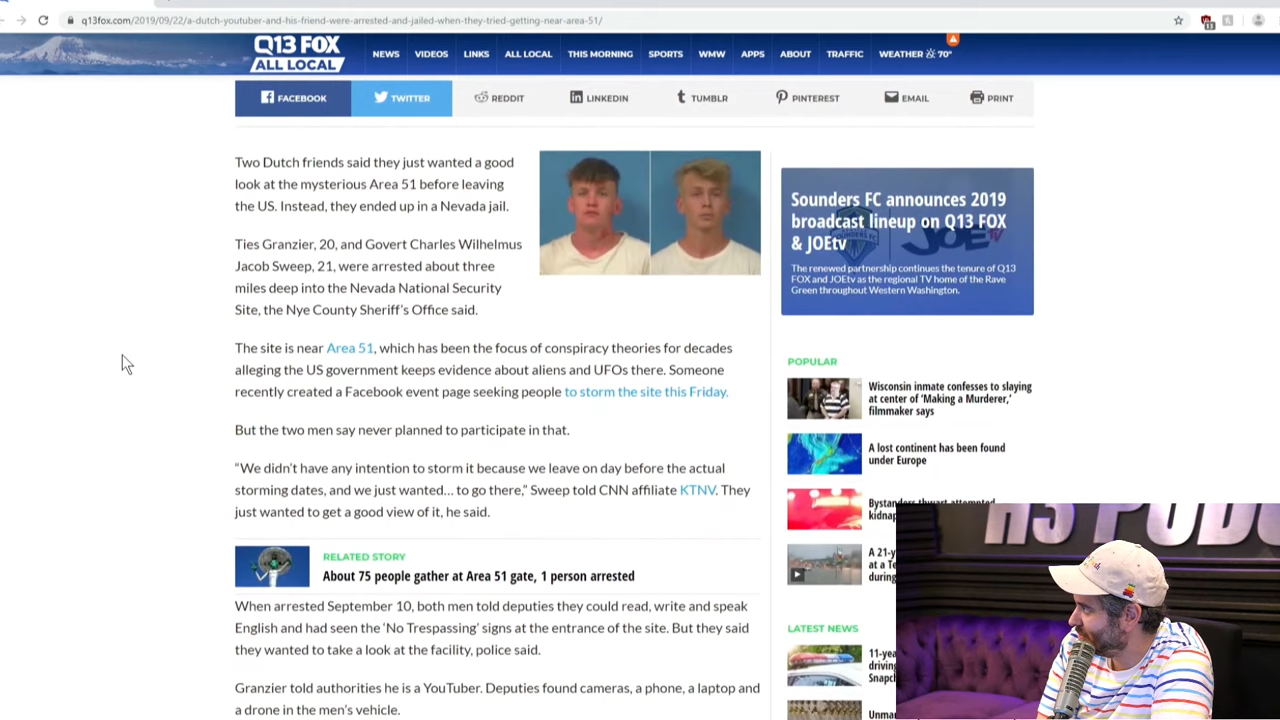 q13fox.com/2019/09/22/a-dutch-youtuber-and-his-friend-were-arrested-and-jailed-when-they-tried-getting-near-area-51/
Q13 FOX
ALL LOCAL
NEWS VIDEOS LINKS ALL LOCAL THIS MORNING SPORTS WMW APPS ABOUT TRAFFIC WEATHER 70°
FACEBOOK TWITTER REDDIT LINKEDIN TUMBLR PINTEREST EMAIL PRINT
Two Dutch friends said they just wanted a good
look at the mysterious Area 51 before leaving
the US. Instead, they ended up in a Nevada jail.
Ties Granzier, 20, and Govert Charles Wilhelmus
Jacob Sweep, 21, were arrested about three
miles deep into the Nevada National Security
Site, the Nye County Sheriff's Office said.
The site is near Area 51, which has been the focus of conspiracy theories for decades
alleging the US government keeps evidence about aliens and UFOs there. Someone
recently created a Facebook event page seeking people to storm the site this Friday.
But the two men say never planned to participate in that.
“We didn't have any intention to storm it because we leave on day before the actual
storming dates, and we just wanted… to go there,” Sweep told CNN affiliate KTNV. They
just wanted to get a good view of it, he said.
RELATED STORY
About 75 people gather at Area 51 gate, 1 person arrested
When arrested September 10, both men told deputies they could read, write and speak
English and had seen the ‘No Trespassing’ signs at the entrance of the site. But they said
they wanted to take a look at the facility, police said.
Granzier told authorities he is a YouTuber. Deputies found cameras, a phone, a laptop and
a drone in the men's vehicle.
Sounders FC announces 2019
broadcast lineup on Q13 FOX
& JOEtv
The renewed partnership continues the tenure of Q13
FOX and JOEtv as the regional TV home of the Rave
Green throughout Western Washington.
POPULAR
Wisconsin inmate confesses to slaying
at center of ‘Making a Murderer,’
filmmaker says
A lost continent has been found
under Europe
Bystanders thwart attempted
kidnap
A 21-y
at a Te
during
LATEST NEWS
11-yea
driving
Snapc
Unma
H3 PODC